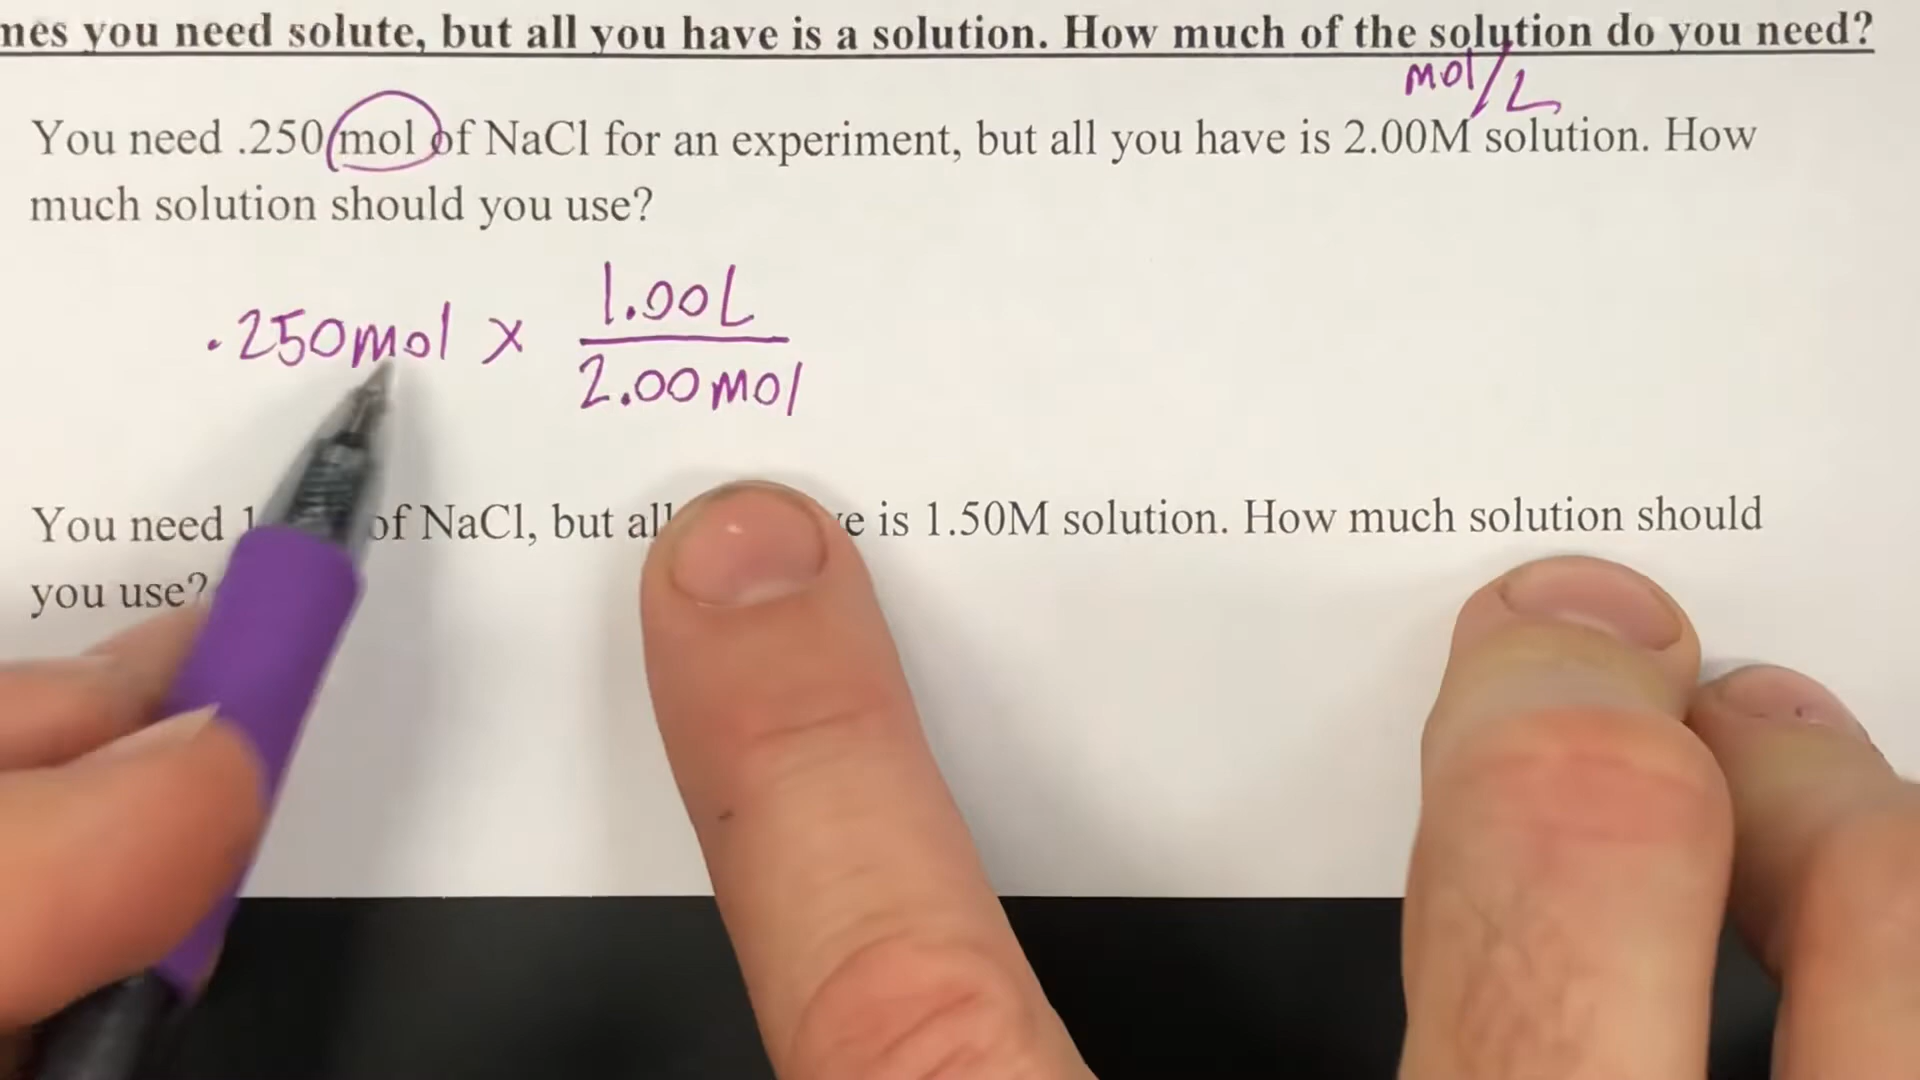 nes you need solute, but all you have is a solution. How much of the solution do you need?
mol/L
You need .250 mol of NaCl for an experiment, but all you have is 2.00M solution. How
much solution should you use?
.250mol x 1.00L
2.00mol
You need of NaCl, but all is 1.50M solution. How much solution should
you use?